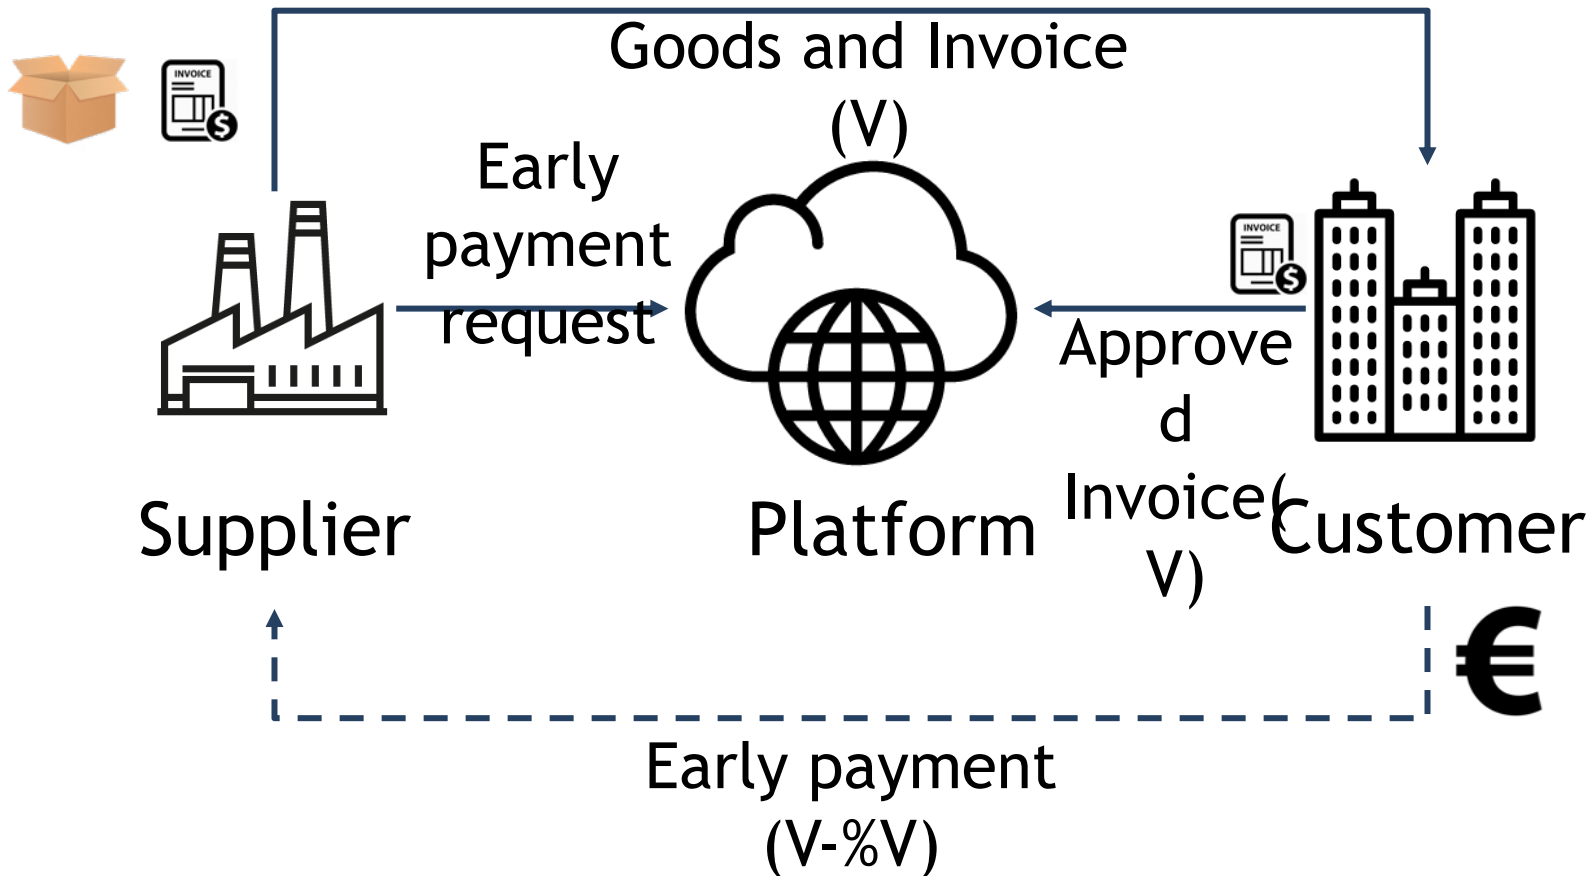 Goods and Invoice
(V)
INVOICE
$
Early
payment
request
INVOICE
$
Approve
d
Invoice(
V)
Supplier
Platform
Customer
€
Early payment
(V-%V)